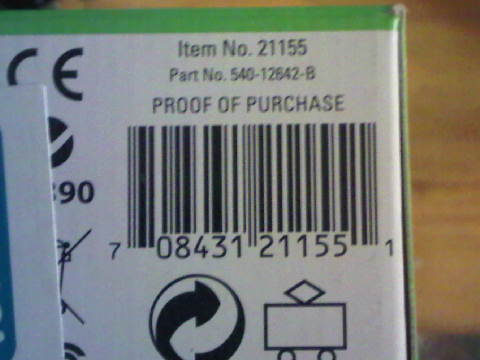 Item No. 21155
Part No. 540-12642-B
PROOF OF PURCHASE
CE
90
7 08431 21155 1